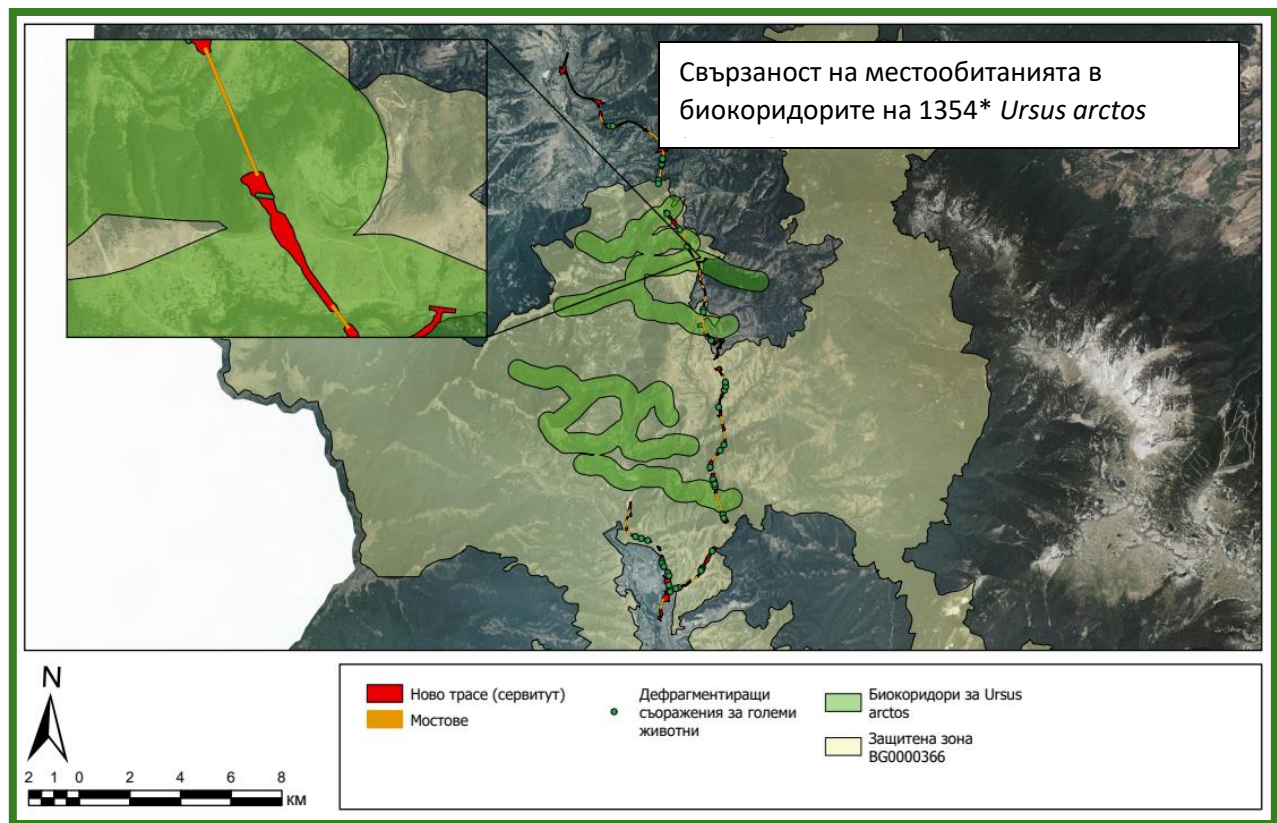 Свързаност на местообитанията в
биокоридорите на 1354* Ursus arctos
N
2 1 0 2 4 6 8
КМ
Ново трасе (сервитут)
Мостове
Дефрагментиращи
съоражения за големи
животни
Биокоридори за Ursus
arctos
Защитена зона
BG0000366